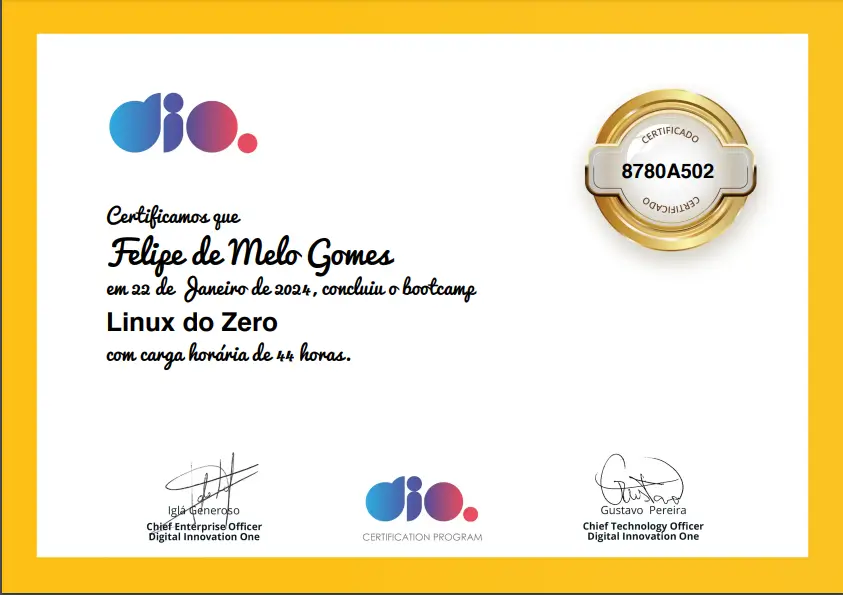 dio.
CERTIFICADO
8780A502
CERTIFICADO
Certificamos que
Felipe de Melo Gomes
em 22 de Janeiro de 2024, concluiu o bootcamp
Linux do Zero
com carga horária de 44 horas.
Iglá Generoso
Chief Enterprise Officer
Digital Innovation One
dio.
CERTIFICATION PROGRAM
Gustavo
Gustavo Pereira
Chief Technology Officer
Digital Innovation One